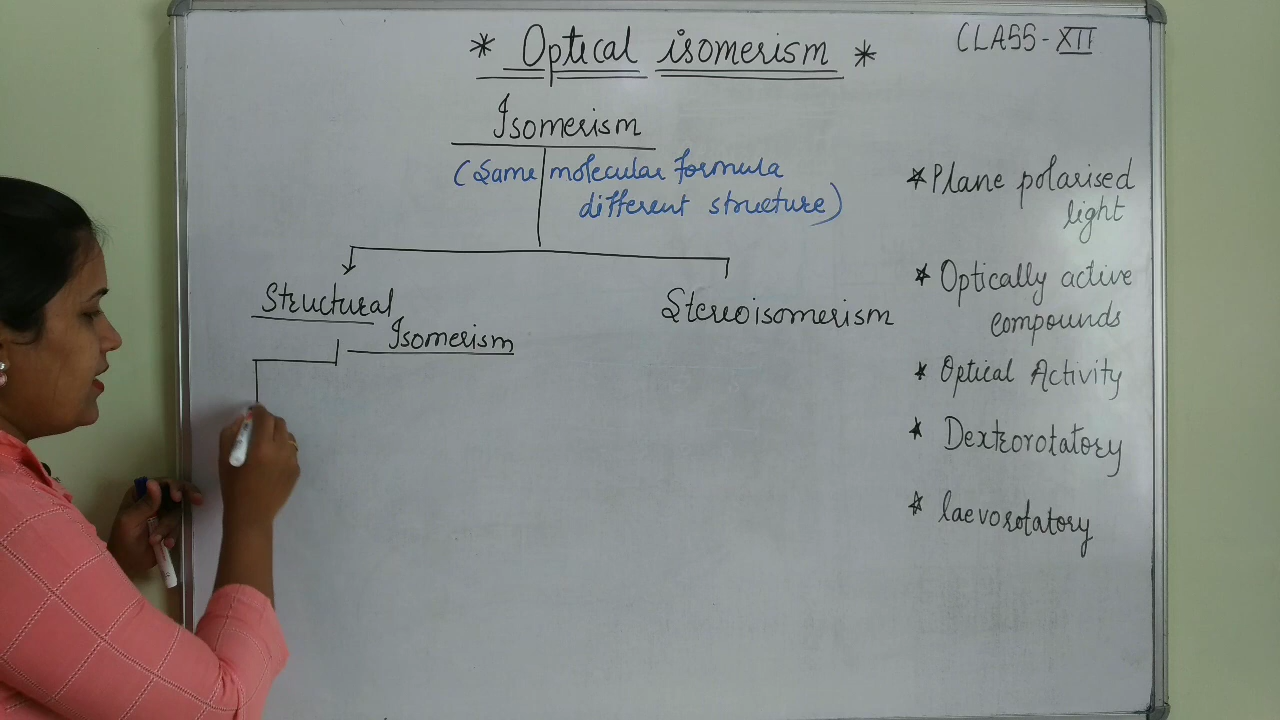 * Optical isomerism *
CLASS - XII
Isomerism
(Same molecular formula
different structure)
Structural
Isomerism
Stereoisomerism
* Plane polarised
light
* Optically active
compounds
* Optical Activity
* Dextrorotatory
* laevorotatory